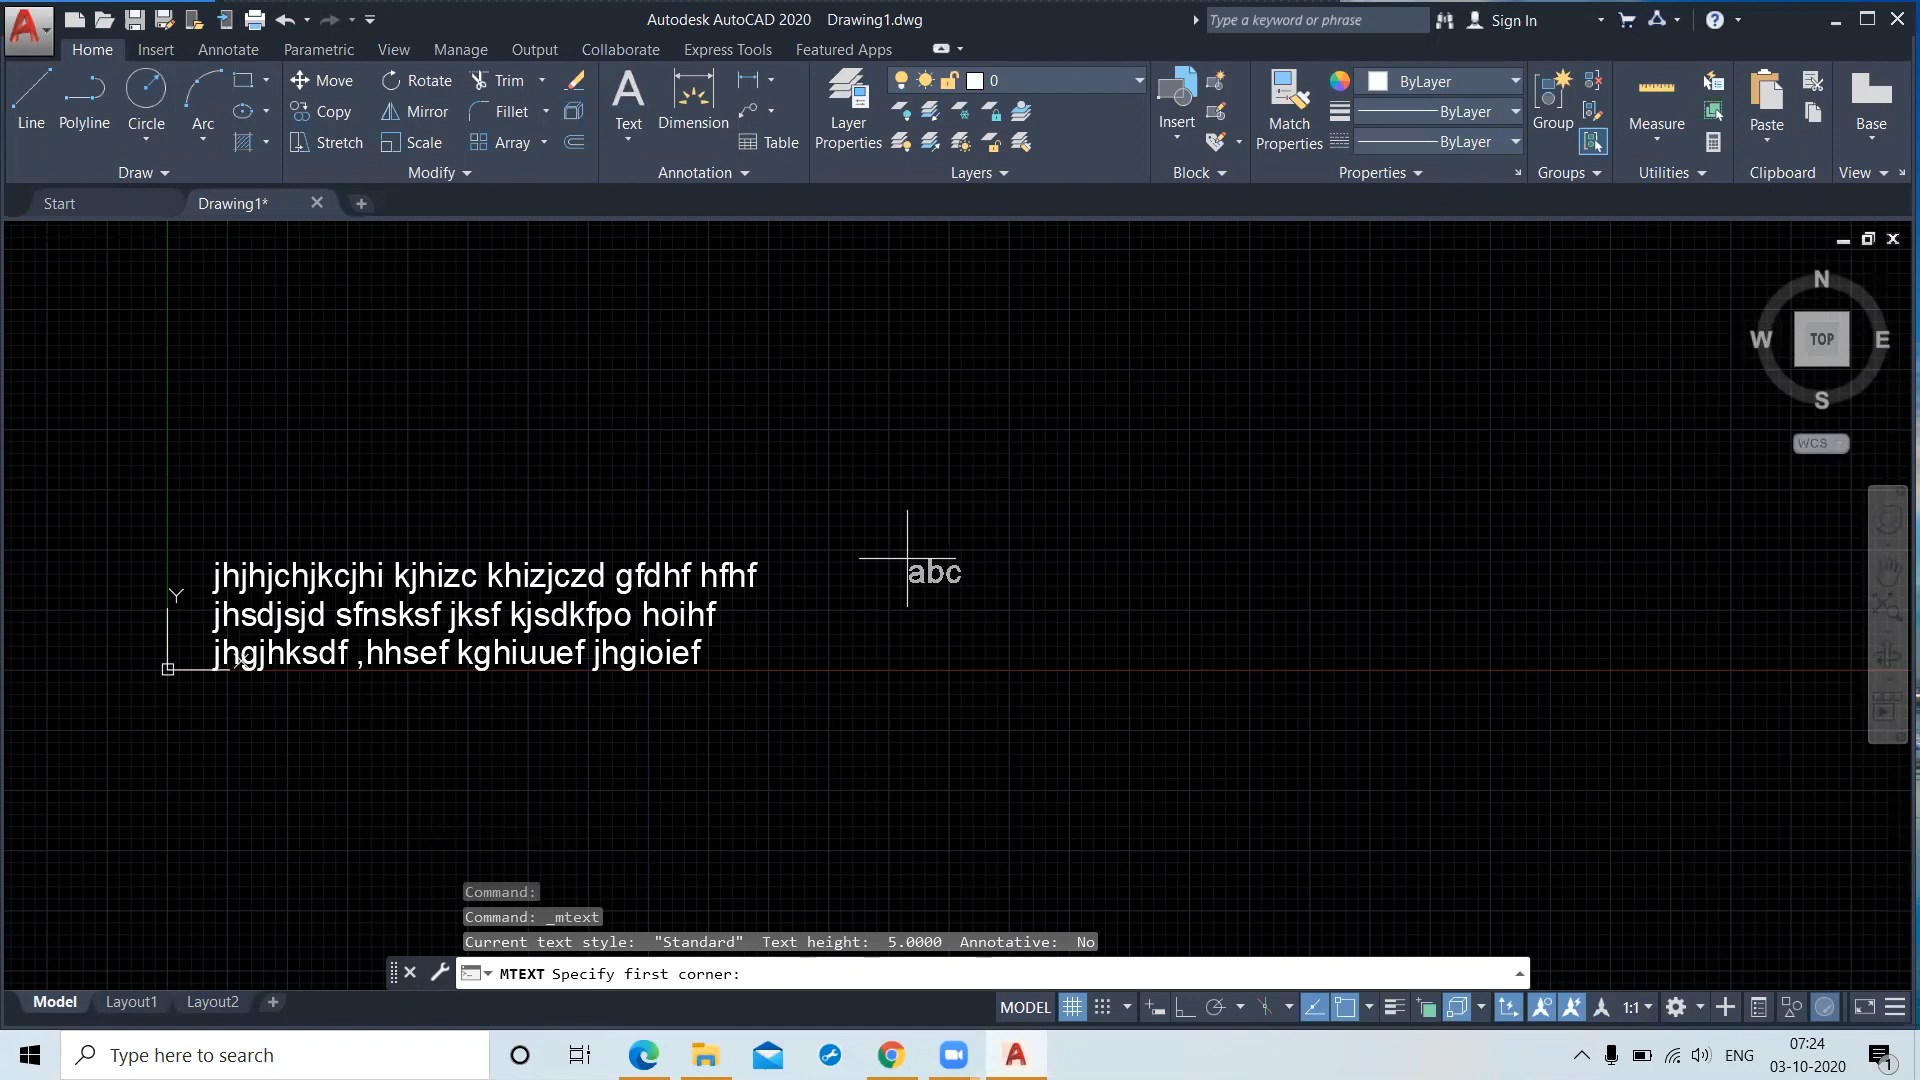 Autodesk AutoCAD 2020 Drawing1.dwg
Type a keyword or phrase
Sign In
Home Insert Annotate Parametric View Manage Output Collaborate Express Tools Featured Apps
Line Polyline Circle Arc
Move Rotate Trim
Copy Mirror Fillet
Stretch Scale Array
Text Dimension Table
Layer Properties
0
Insert
Match Properties
ByLayer
ByLayer
ByLayer
Group
Measure
Paste
Base
Draw Modify Annotation Layers Block Properties Groups Utilities Clipboard View
Start Drawing1*
N
W TOP E
S
WCS
abc
jhjhjchjkcjhi kjhizc khizjczd gfdhf hfhf
jhsdjsjd sfnsksf jksf kjsdkfpo hoihf
jhgjhksdf ,hhsef kghiuuef jhgioief
Y
X
Command:
Command: _mtext
Current text style: "Standard" Text height: 5.0000 Annotative: No
MTEXT Specify first corner:
Model Layout1 Layout2
MODEL 1:1
Type here to search
ENG
07:24
03-10-2020
1